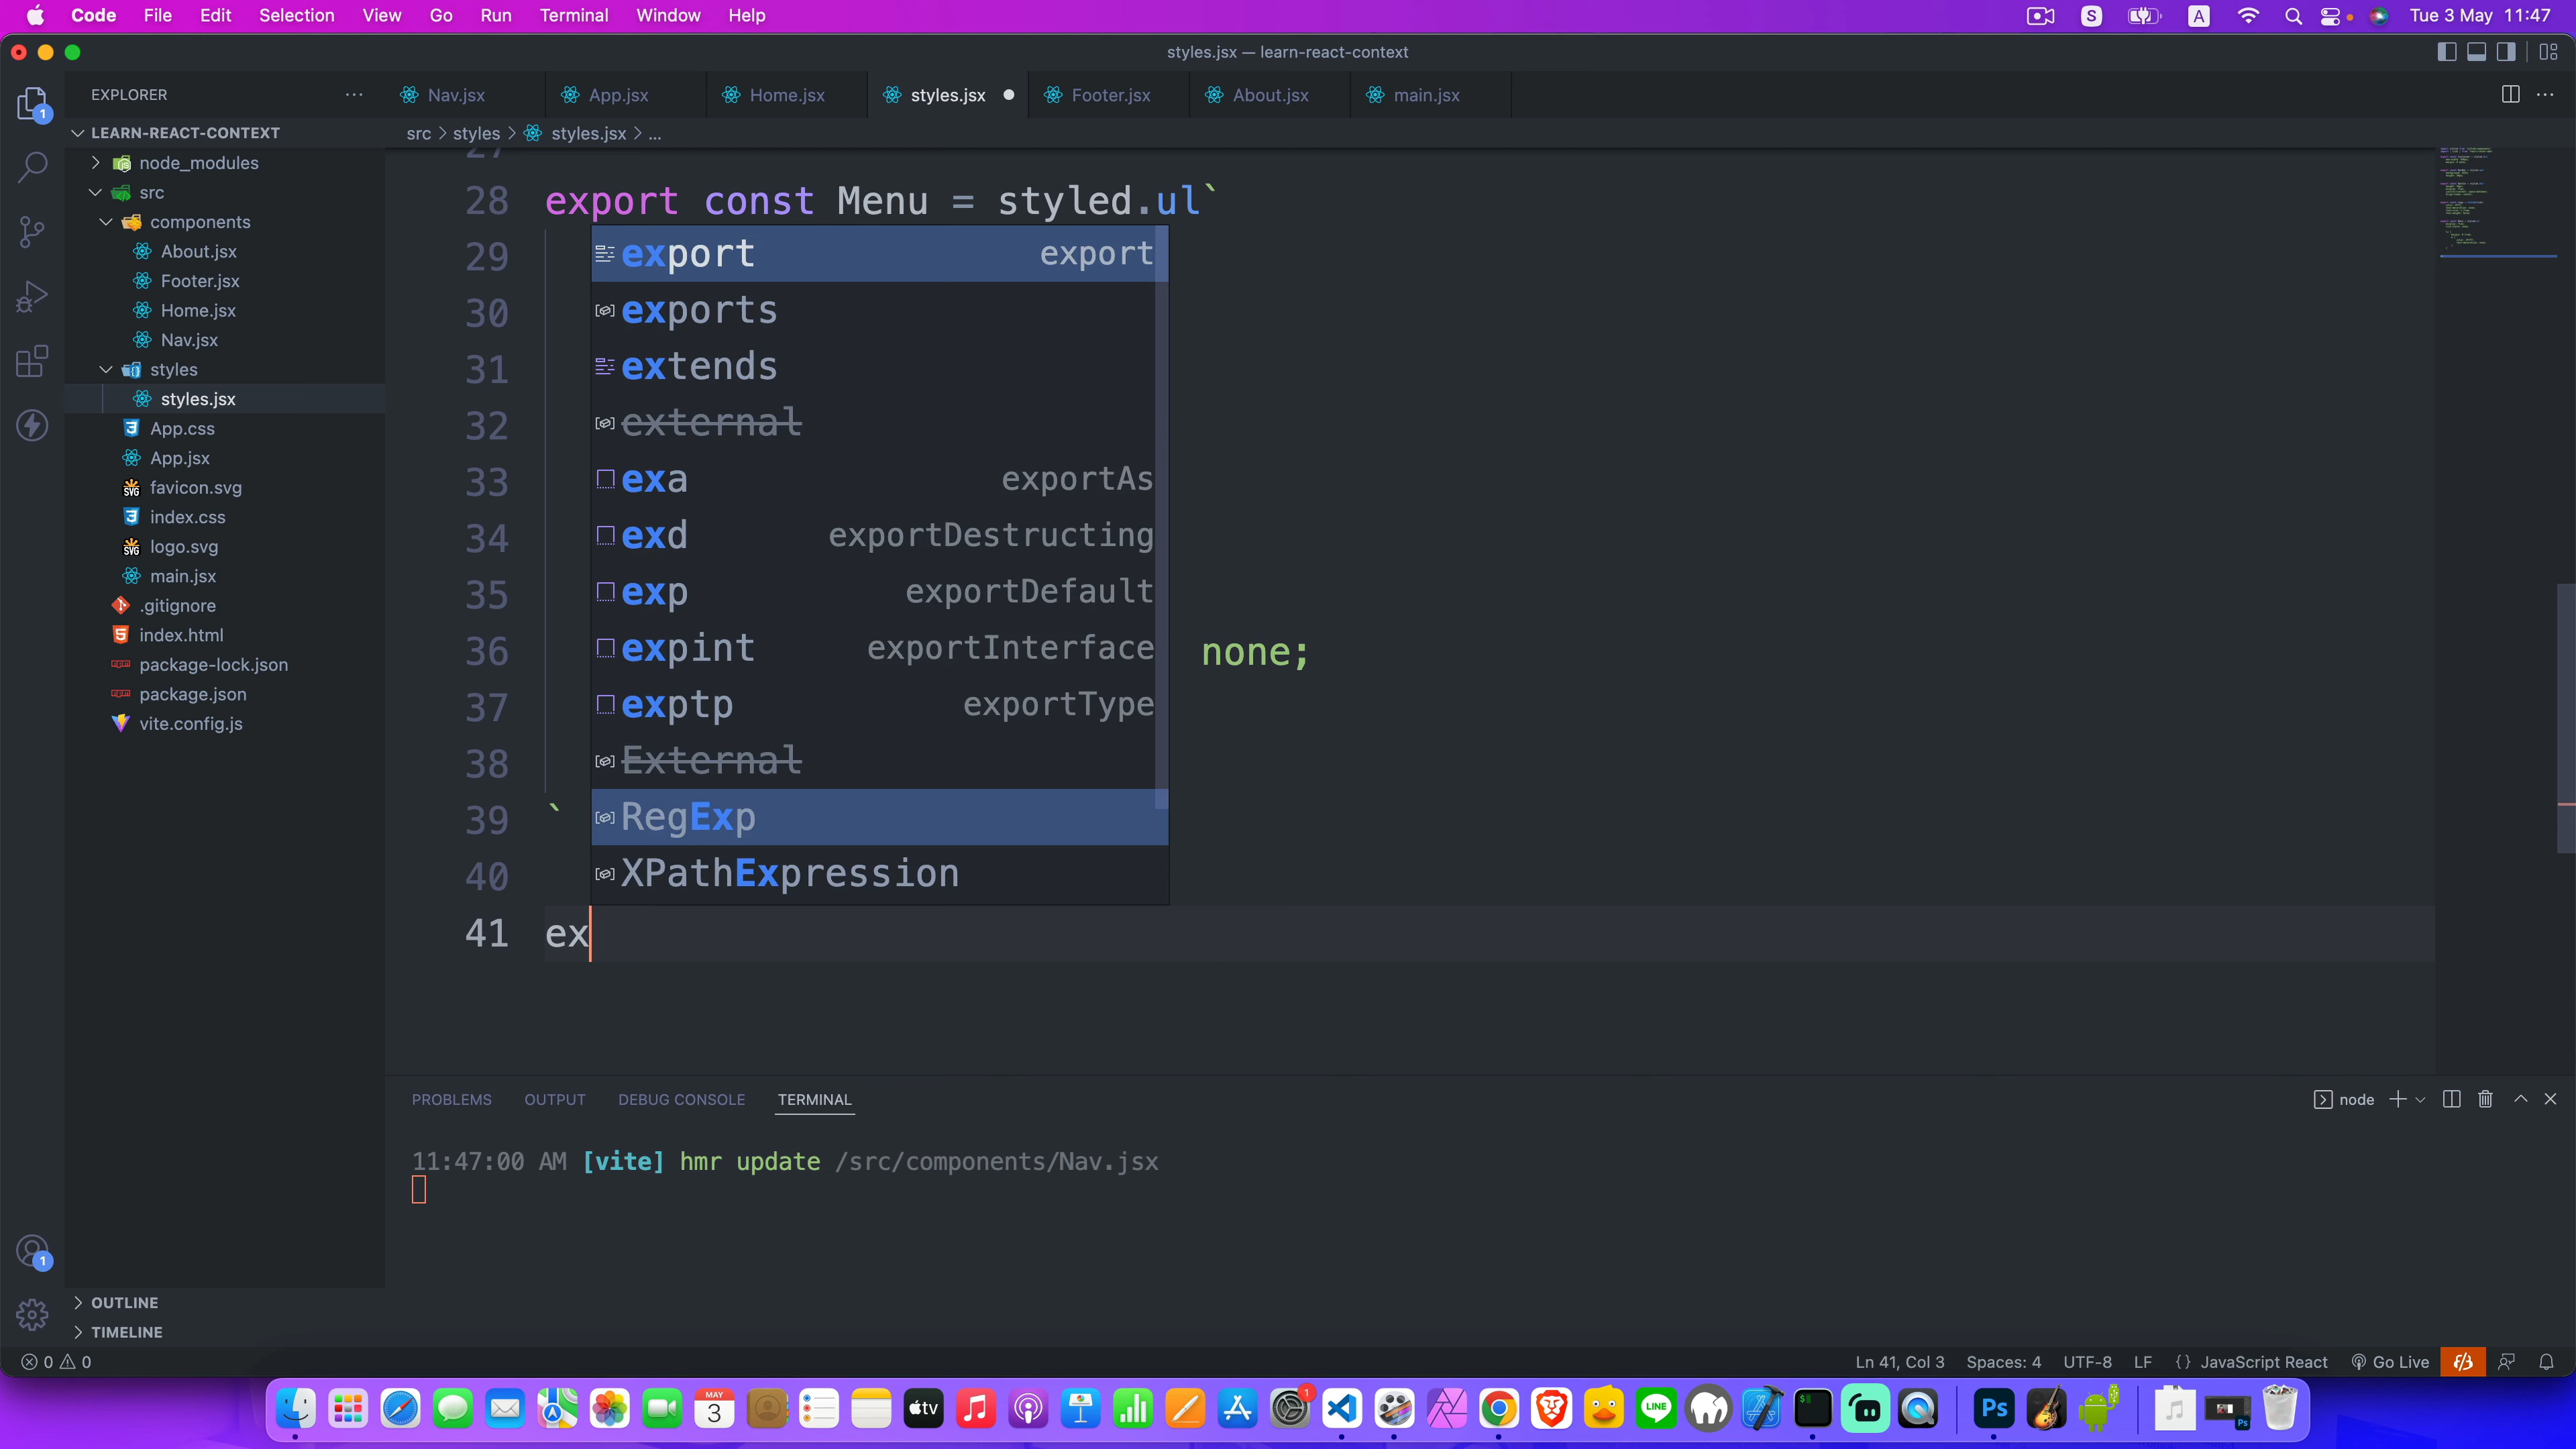 Code File Edit Selection View Go Run Terminal Window Help
S A Tue 3 May 11:47
styles.jsx — learn-react-context
EXPLORER
Nav.jsx App.jsx Home.jsx styles.jsx Footer.jsx About.jsx main.jsx
LEARN-REACT-CONTEXT
src > styles > styles.jsx > ...
node_modules
src
components
About.jsx
Footer.jsx
Home.jsx
Nav.jsx
styles
styles.jsx
App.css
App.jsx
favicon.svg
index.css
logo.svg
main.jsx
.gitignore
index.html
package-lock.json
package.json
vite.config.js
OUTLINE
TIMELINE
27
28 export const Menu = styled.ul`
29
30
31
32
33
34
35
36 none;
37
38
39 `
40
41 ex
export export
exports
extends
external
exa exportAs
exd exportDestructing
exp exportDefault
expint exportInterface
exptp exportType
External
RegExp
XPathExpression
PROBLEMS OUTPUT DEBUG CONSOLE TERMINAL
node
11:47:00 AM [vite] hmr update /src/components/Nav.jsx
0 0
Ln 41, Col 3 Spaces: 4 UTF-8 LF {} JavaScript React Go Live
MAY
3
tv
1
LINE
Ps
Ps